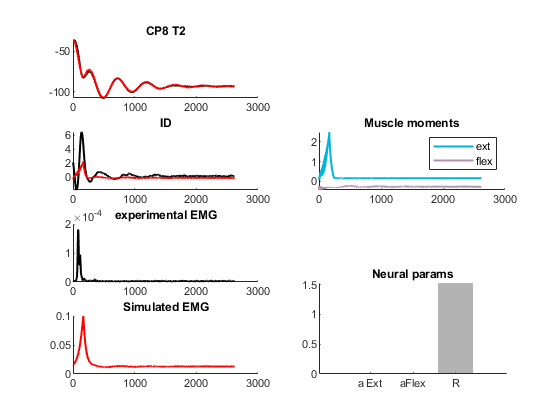 CP8 T2
-50
-100
0 1000 2000 3000
ID
6
4
2
0
0 1000 2000 3000
Muscle moments
2
1
0
ext
flex
0 1000 2000 3000
experimental EMG
×10-4
2
1
0
0 1000 2000 3000
Simulated EMG
0.1
0.05
0
0 1000 2000 3000
Neural params
1.5
1
0.5
0
a Ext aFlex R